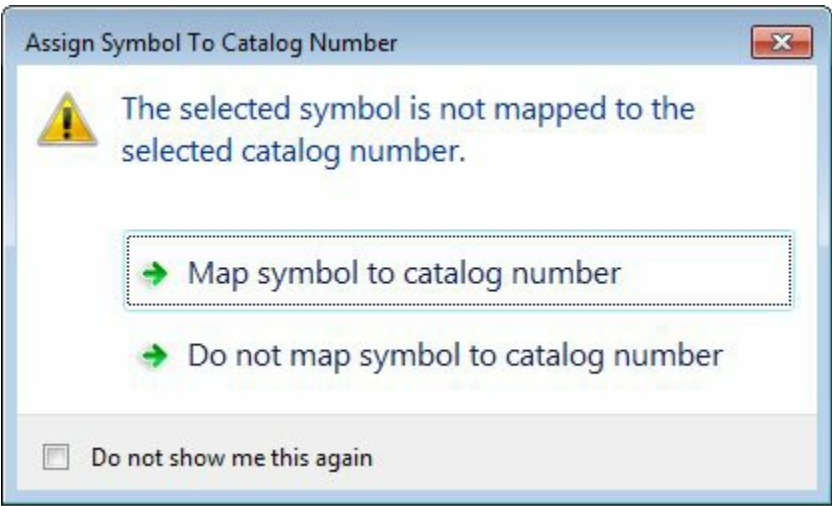 Assign Symbol To Catalog Number
The selected symbol is not mapped to the
selected catalog number.
Map symbol to catalog number
Do not map symbol to catalog number
Do not show me this again